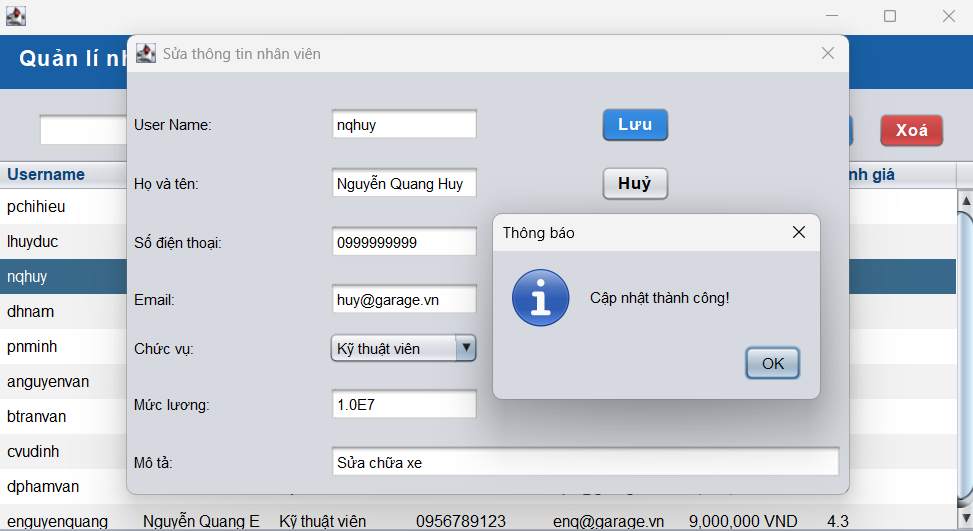 Quản lí nh
Sửa thông tin nhân viên
User Name:
nqhuy
Lưu
Xoá
Họ và tên:
Nguyễn Quang Huy
Huỷ
Số điện thoại:
0999999999
Email:
huy@garage.vn
Chức vụ:
Kỹ thuật viên
Mức lương:
1.0E7
Mô tả:
Sửa chữa xe
Thông báo
Cập nhật thành công!
OK
Username
nh giá
pchihieu
lhuyduc
nqhuy
dhnam
pnminh
anguyenvan
btranvan
cvudinh
dphamvan
enguyenquang Nguyễn Quang E Kỹ thuật viên 0956789123 enq@garage.vn 9,000,000 VND 4.3